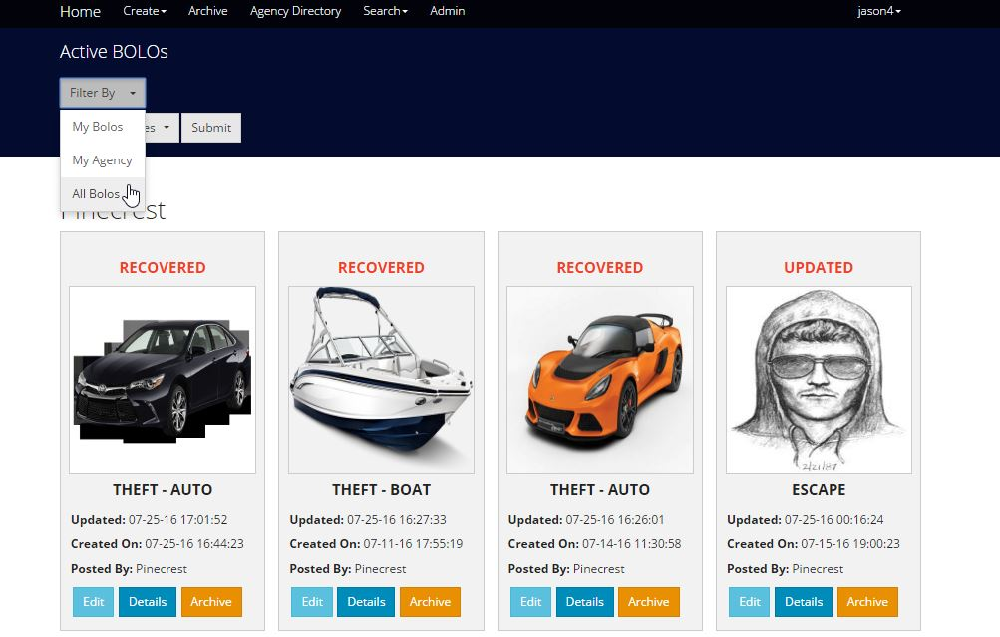 Home Create Archive Agency Directory Search Admin jason4
Active BOLOs
Filter By
My Bolos
es Submit
My Agency
All Bolos
Pinecrest
RECOVERED RECOVERED RECOVERED UPDATED
2/21/87
THEFT - AUTO THEFT - BOAT THEFT - AUTO ESCAPE
Updated: 07-25-16 17:01:52 Updated: 07-25-16 16:27:33 Updated: 07-25-16 16:26:01 Updated: 07-25-16 00:16:24
Created On: 07-25-16 16:44:23 Created On: 07-11-16 17:55:19 Created On: 07-14-16 11:30:58 Created On: 07-15-16 19:00:23
Posted By: Pinecrest Posted By: Pinecrest Posted By: Pinecrest Posted By: Pinecrest
Edit Details Archive Edit Details Archive Edit Details Archive Edit Details Archive